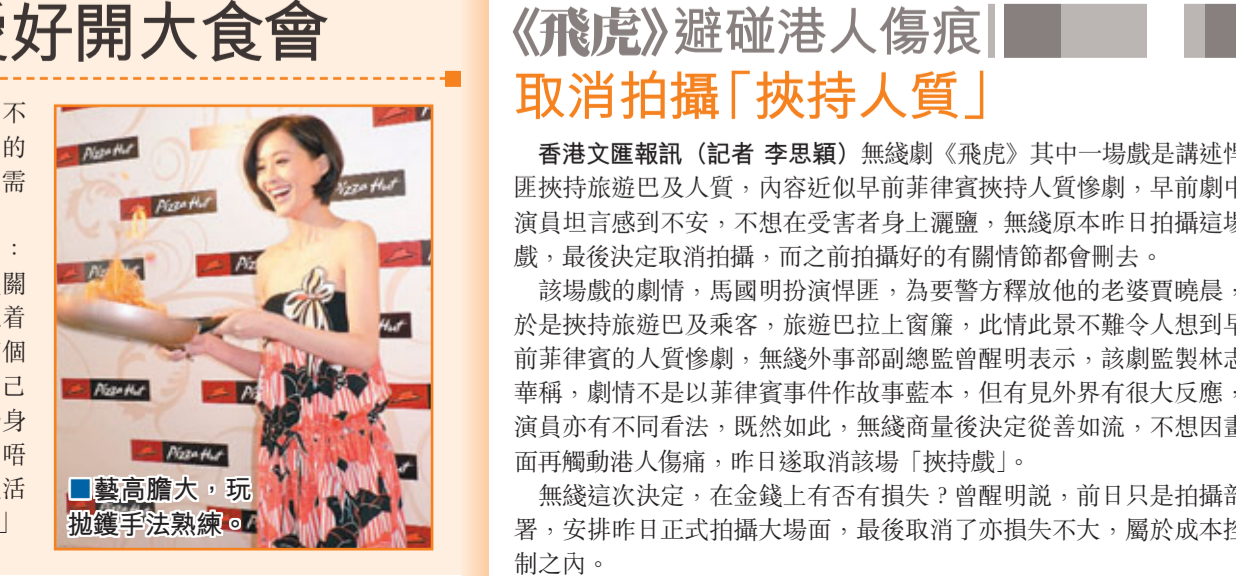 好開大食會
不
的
需
：
關
着
個
己
身
唔
活
」
Pizza Hut
Pizza Hut
Pizza Hut
Pizza Hut
Pizza Hut
■藝高膽大，玩
拋鑊手法熟練。
《飛虎》避碰港人傷痕
取消拍攝「挾持人質」
香港文匯報訊（記者 李思穎）無綫劇《飛虎》其中一場戲是講述悍
匪挾持旅遊巴及人質，內容近似早前菲律賓挾持人質慘劇，早前劇中
演員坦言感到不安，不想在受害者身上灑鹽，無綫原本昨日拍攝這場
戲，最後決定取消拍攝，而之前拍攝好的有關情節都會刪去。
該場戲的劇情，馬國明扮演悍匪，為要警方釋放他的老婆賈曉晨，
於是挾持旅遊巴及乘客，旅遊巴拉上窗簾，此情此景不難令人想到早
前菲律賓的人質慘劇，無綫外事部副總監曾醒明表示，該劇監製林志
華稱，劇情不是以菲律賓事件作故事藍本，但有見外界有很大反應，
演員亦有不同看法，既然如此，無綫商量後決定從善如流，不想因畫
面再觸動港人傷痛，昨日遂取消該場「挾持戲」。
無綫這次決定，在金錢上有否有損失？曾醒明說，前日只是拍攝部
署，安排昨日正式拍攝大場面，最後取消了亦損失不大，屬於成本控
制之內。